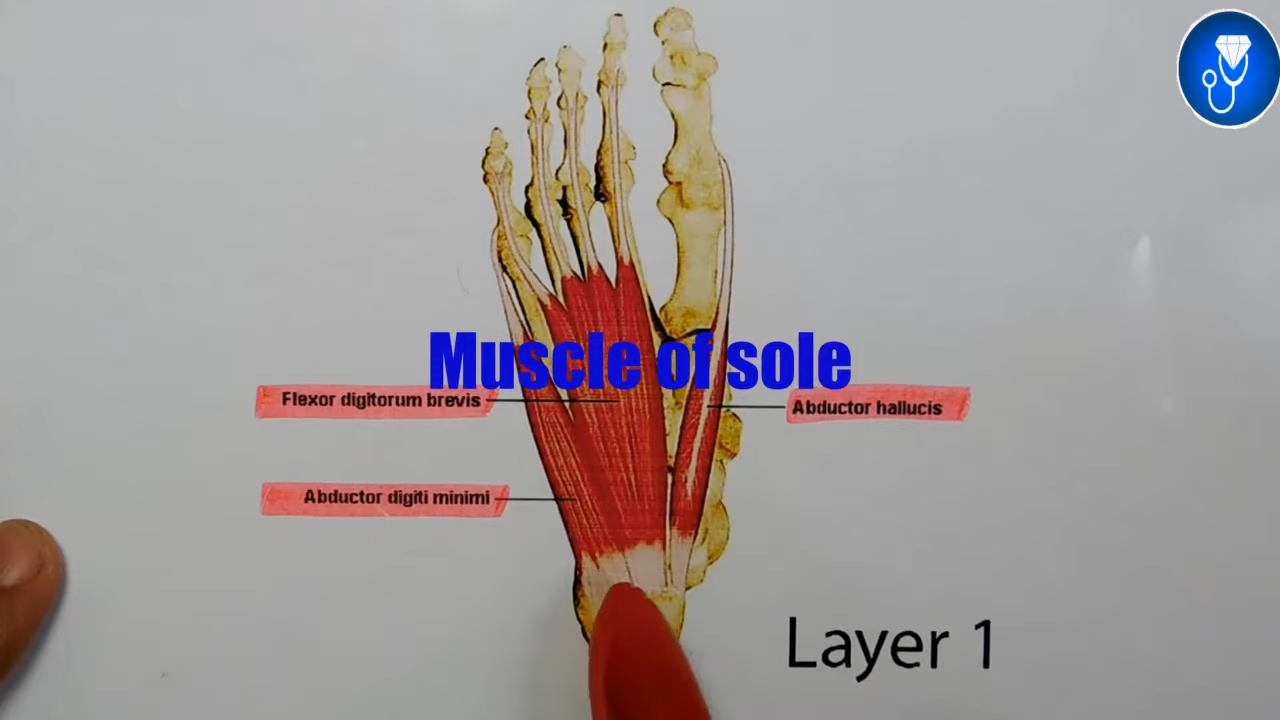 Muscle of sole
Flexor digitorum brevis
Abductor hallucis
Abductor digiti minimi
Layer 1